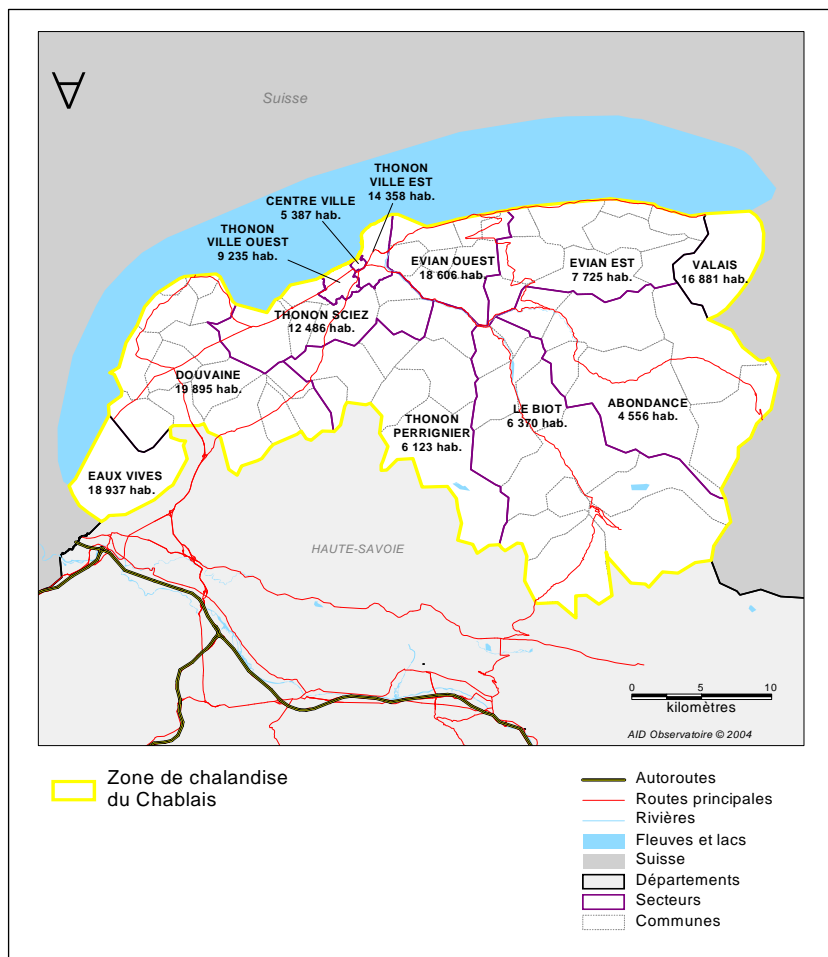 Suisse
THONON
VILLE EST
14 358 hab.
CENTRE VILLE
5 387 hab.
THONON
VILLE OUEST
9 235 hab.
EVIAN OUEST
18 606 hab.
EVIAN EST
7 725 hab.
VALAIS
16 881 hab.
THONON SCIEZ
12 486 hab.
DOUVAINE
19 895 hab.
ABONDANCE
4 556 hab.
LE BIOT
6 370 hab.
THONON
PERRIGNIER
6 123 hab.
EAUX VIVES
18 937 hab.
HAUTE-SAVOIE
0 5 10
kilomètres
AID Observatoire © 2004
Zone de chalandise
du Chablais
Autoroutes
Routes principales
Rivières
Fleuves et lacs
Suisse
Départements
Secteurs
Communes